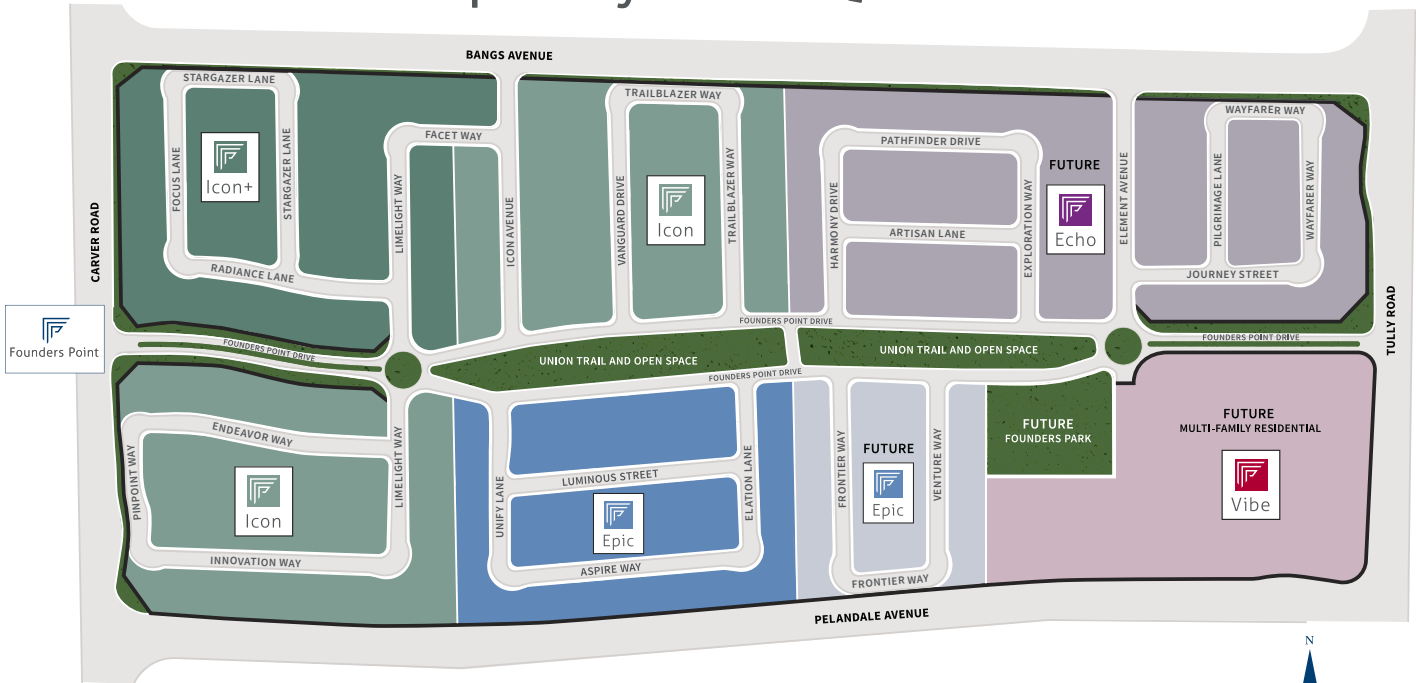 BANGS AVENUE
STARGAZER LANE
TRAILBLAZER WAY
WAYFARER WAY
FACET WAY
PATHFINDER DRIVE
FUTURE
Echo
FOCUS LANE
Icon+
STARGAZER LANE
LIMELIGHT WAY
ICON AVENUE
VANGUARD DRIVE
Icon
TRAILBLAZER WAY
HARMONY DRIVE
ARTISAN LANE
EXPLORATION WAY
ELEMENT AVENUE
PILGRIMAGE LANE
WAYFARER WAY
CARVER ROAD
RADIANCE LANE
JOURNEY STREET
TULLY ROAD
Founders Point
FOUNDERS POINT DRIVE
FOUNDERS POINT DRIVE
FOUNDERS POINT DRIVE
UNION TRAIL AND OPEN SPACE
UNION TRAIL AND OPEN SPACE
FOUNDERS POINT DRIVE
ENDEAVOR WAY
PINPOINT WAY
Icon
LIMELIGHT WAY
INNOVATION WAY
UNIFY LANE
LUMINOUS STREET
Epic
ELATION LANE
ASPIRE WAY
FRONTIER WAY
FUTURE
Epic
VENTURE WAY
FRONTIER WAY
FUTURE
FOUNDERS PARK
FUTURE
MULTI-FAMILY RESIDENTIAL
Vibe
PELANDALE AVENUE
N